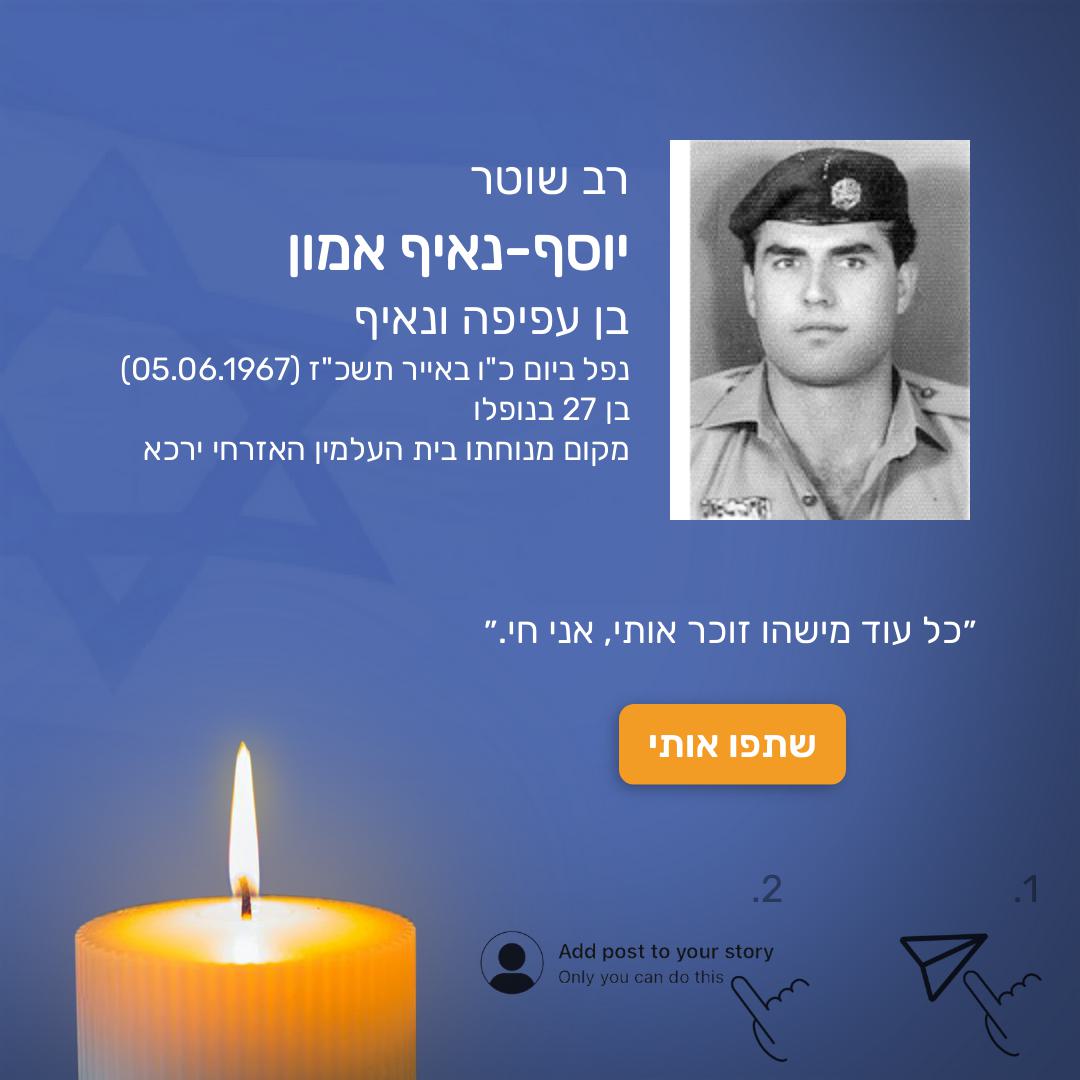 רב שוטר
יוסף-נאיף אמון
בן עפיפה ונאיף
נפל ביום כ"ו באייר תשכ"ז (05.06.1967)
בן 27 בנופלו
מקום מנוחתו בית העלמין האזרחי ירכא
״כל עוד מישהו זוכר אותי, אני חי.״
שתפו אותי
.1
.2
Add post to your story
Only you can do this